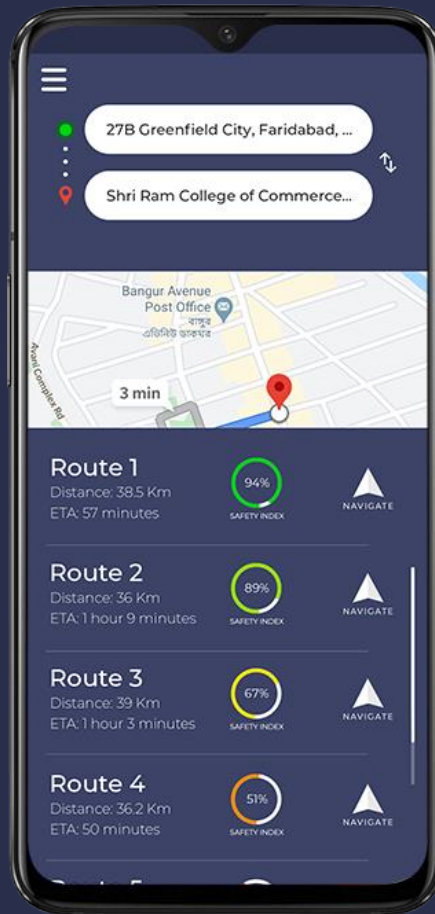 27B Greenfield City, Faridabad, ...
Shri Ram College of Commerce...
Bangur Avenue
Post Office
বাঙ্গুর
এভিনিউ ডাকঘর
Avani Complex Rd
3 min
Route 1
Distance: 38.5 Km
ETA: 57 minutes
94%
SAFETY INDEX
NAVIGATE
Route 2
Distance: 36 Km
ETA: 1 hour 9 minutes
89%
SAFETY INDEX
NAVIGATE
Route 3
Distance: 39 Km
ETA: 1 hour 3 minutes
67%
SAFETY INDEX
NAVIGATE
Route 4
Distance: 36.2 Km
ETA: 50 minutes
51%
SAFETY INDEX
NAVIGATE